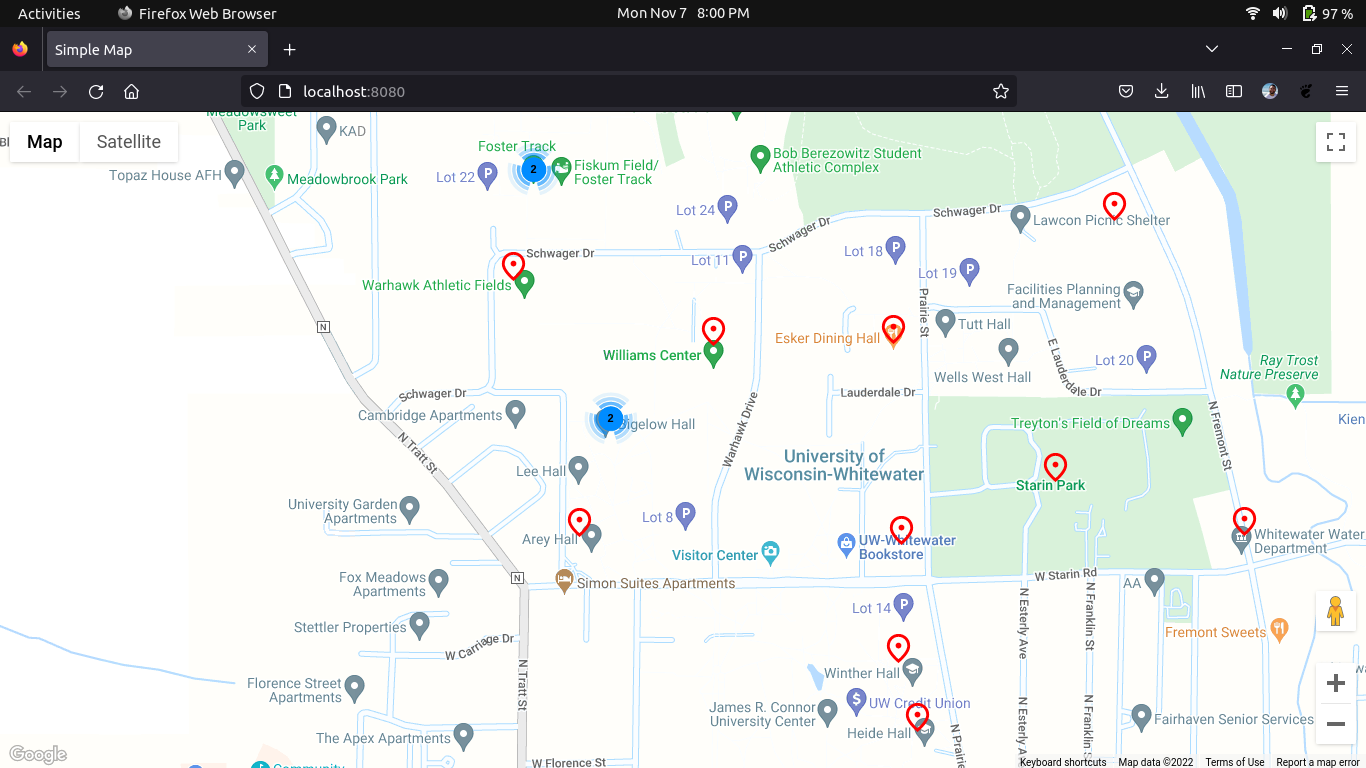 Activities
Firefox Web Browser
Mon Nov 7 8:00 PM
97 %
Simple Map
localhost:8080
Map
Satellite
Meadowsweet
Park
KAD
Topaz House AFH
Meadowbrook Park
Foster Track
Lot 22
2
Fiskum Field/
Foster Track
Bob Berezowitz Student
Athletic Complex
Lot 24
Schwager Dr
Schwager Dr
Lawcon Picnic Shelter
Schwager Dr
Lot 11
Lot 18
Lot 19
Warhawk Athletic Fields
Prairie St
Facilities Planning
and Management
N
Williams Center
Esker Dining Hall
Tutt Hall
E Lauderdale Dr
Lot 20
Ray Trost
Nature Preserve
Wells West Hall
Schwager Dr
Lauderdale Dr
Cambridge Apartments
2
Bigelow Hall
Warhawk Drive
N Tratt St
Treyton's Field of Dreams
N Fremont St
Kien
University of
Wisconsin-Whitewater
Lee Hall
Starin Park
University Garden
Apartments
Lot 8
Arey Hall
UW-Whitewater
Bookstore
Whitewater Water
Department
Visitor Center
N
Simon Suites Apartments
W Starin Rd
Fox Meadows
Apartments
AA
Lot 14
N Esterly Ave
N Franklin St
Stettler Properties
Fremont Sweets
W Carriage Dr
Winther Hall
N Tratt St
Florence Street
Apartments
UW Credit Union
James R. Connor
University Center
Heide Hall
N Esterly Ave
N Franklin S
Fairhaven Senior Services
The Apex Apartments
N Prairie
W Florence St
Community
Google
Keyboard shortcuts
Map data ©2022
Terms of Use
Report a map error